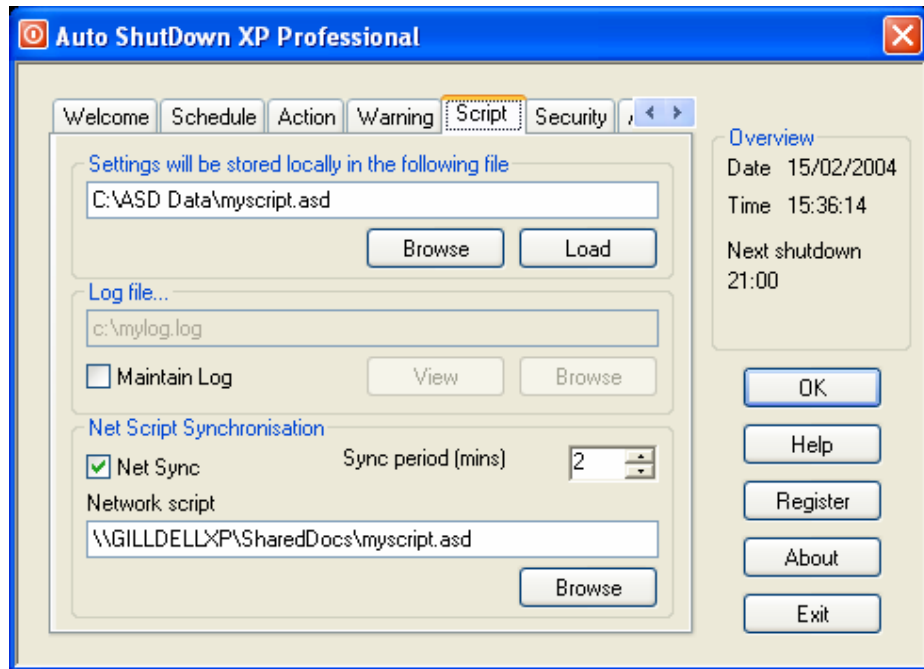 Auto ShutDown XP Professional
Welcome Schedule Action Warning Script Security
Settings will be stored locally in the following file
C:\ASD Data\myscript.asd
Browse Load
Log file...
c:\mylog.log
Maintain Log View Browse
Net Script Synchronisation
Net Sync Sync period (mins) 2
Network script
\\GILLDELLXP\SharedDocs\myscript.asd
Browse
Overview
Date 15/02/2004
Time 15:36:14
Next shutdown
21:00
OK
Help
Register
About
Exit